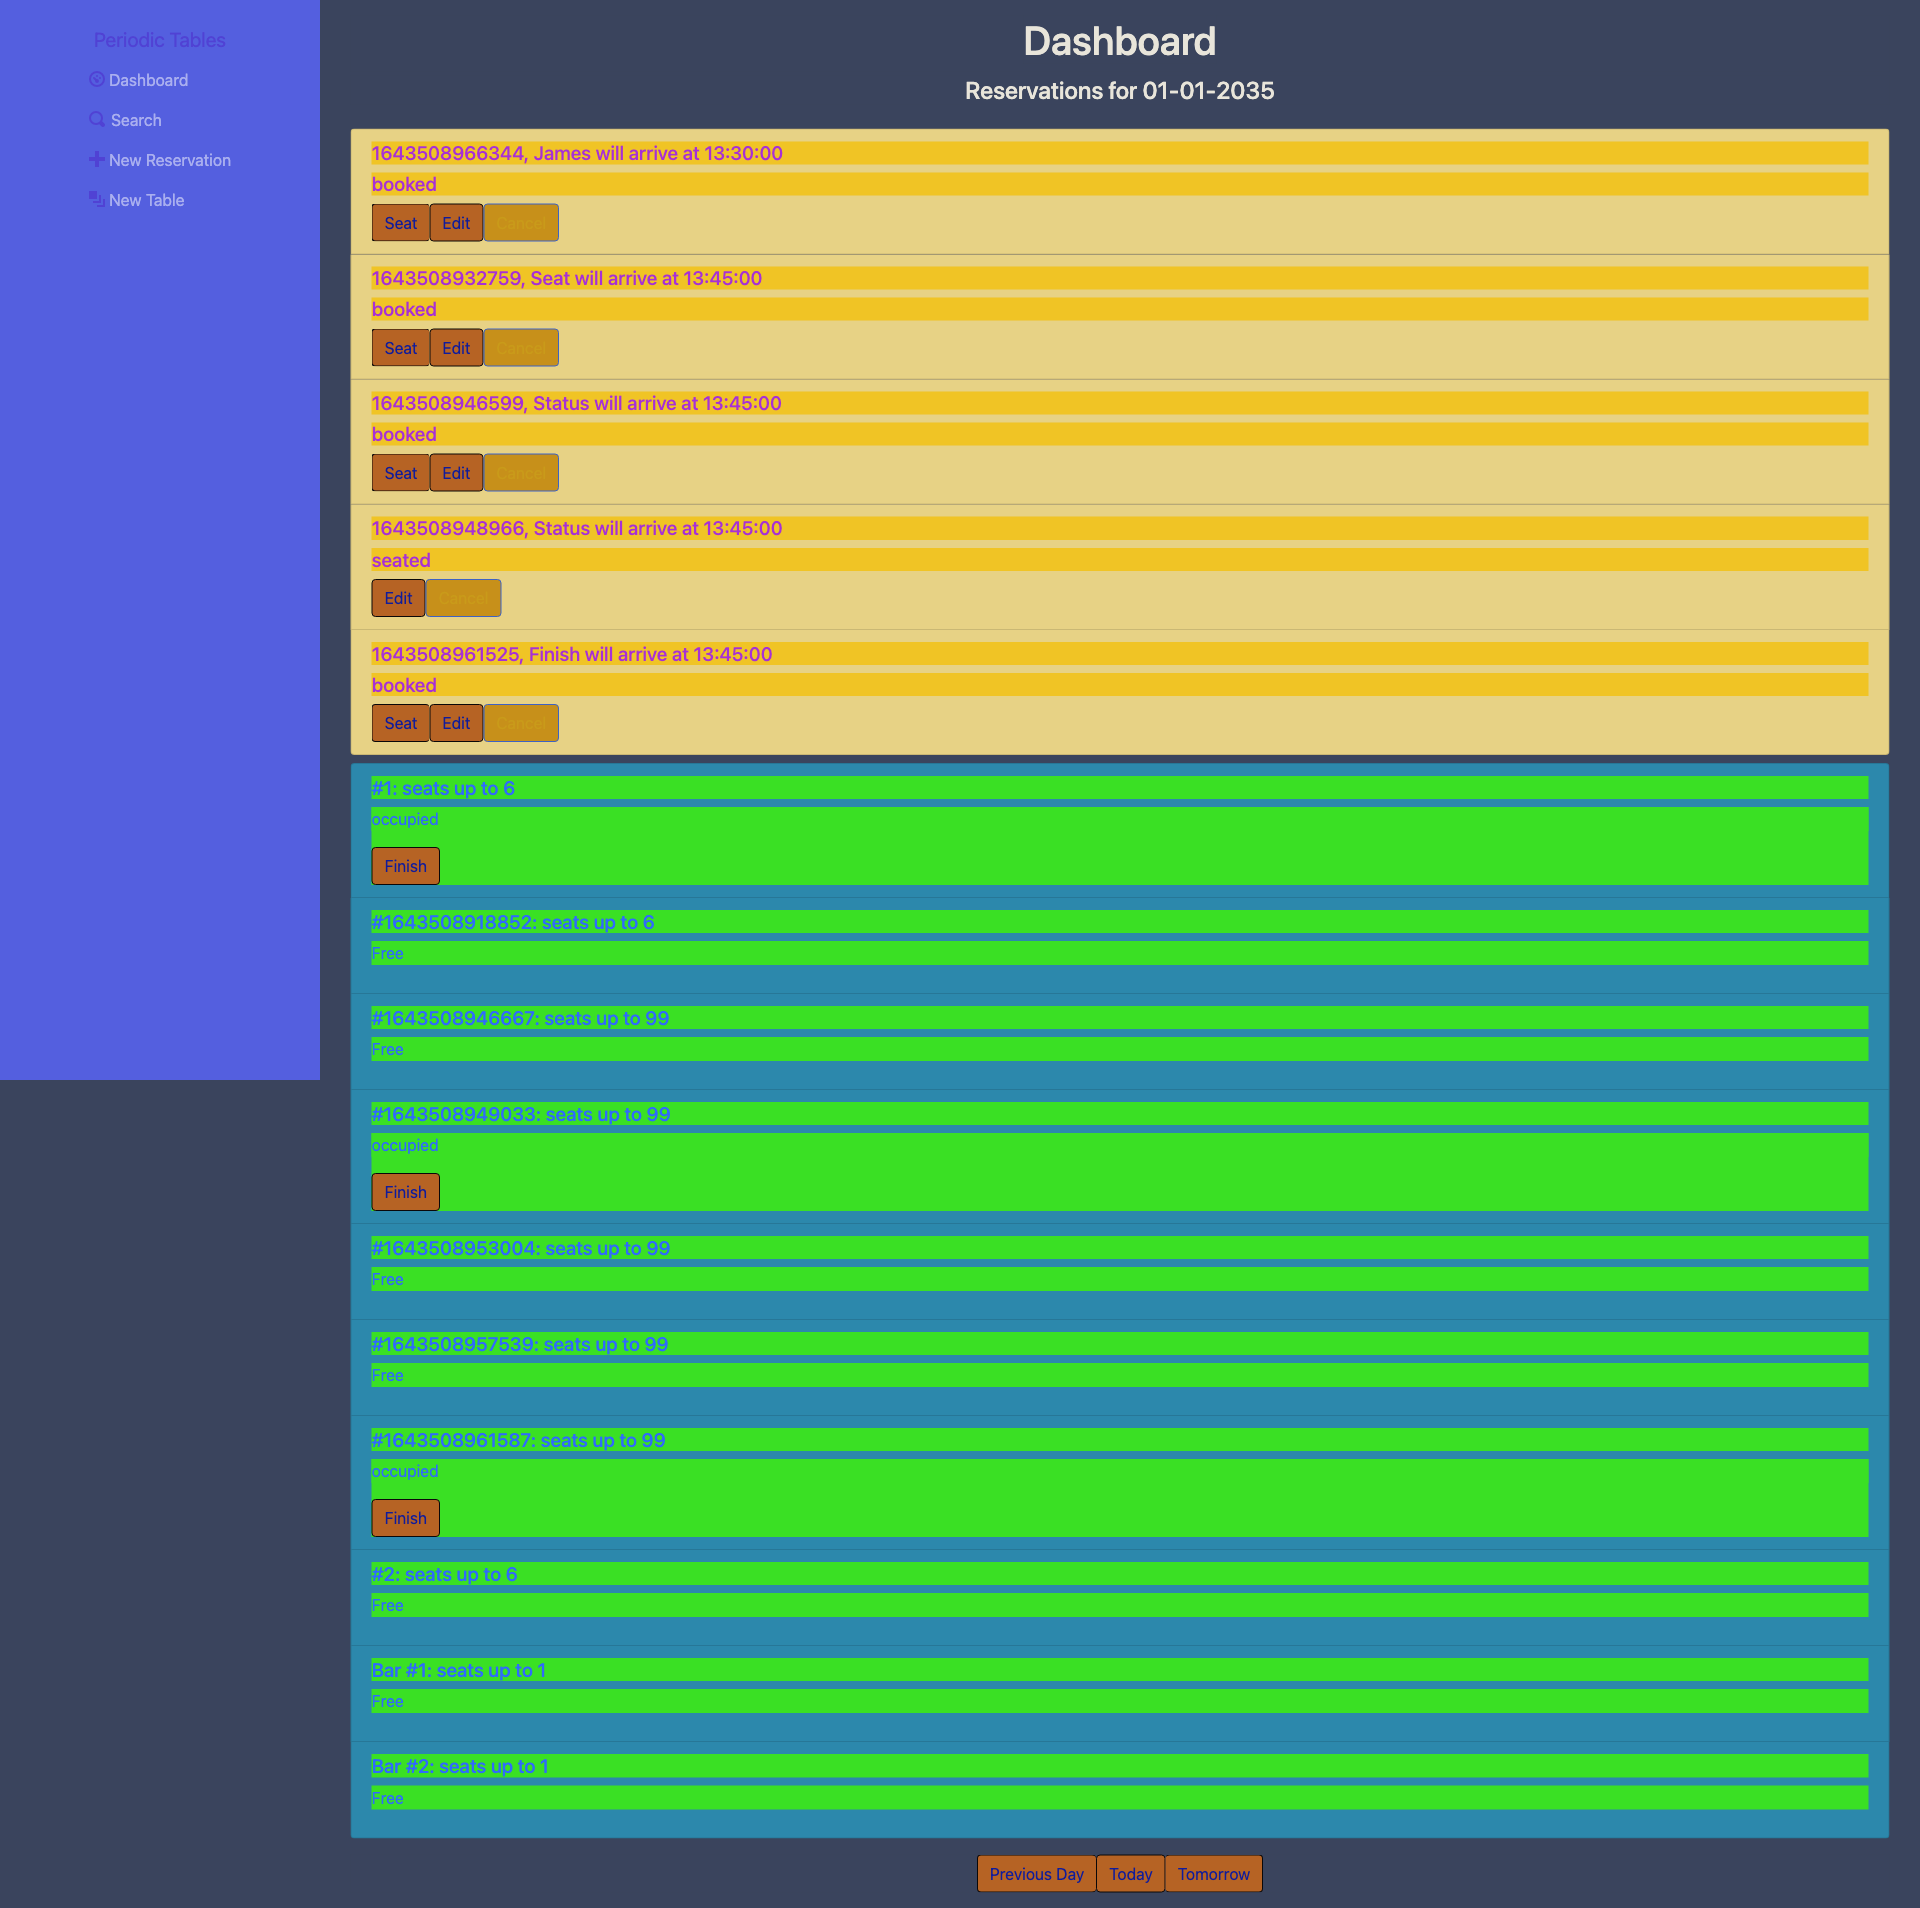 Periodic Tables
Dashboard
Search
New Reservation
New Table
Dashboard
Reservations for 01-01-2035
1643508966344, James will arrive at 13:30:00
booked
Seat Edit Cancel
1643508932759, Seat will arrive at 13:45:00
booked
Seat Edit Cancel
1643508946599, Status will arrive at 13:45:00
booked
Seat Edit Cancel
1643508948966, Status will arrive at 13:45:00
seated
Edit Cancel
1643508961525, Finish will arrive at 13:45:00
booked
Seat Edit Cancel
#1: seats up to 6
occupied
Finish
#1643508918852: seats up to 6
Free
#1643508946667: seats up to 99
Free
#1643508949033: seats up to 99
occupied
Finish
#1643508953004: seats up to 99
Free
#1643508957539: seats up to 99
Free
#1643508961587: seats up to 99
occupied
Finish
#2: seats up to 6
Free
Bar #1: seats up to 1
Free
Bar #2: seats up to 1
Free
Previous Day Today Tomorrow